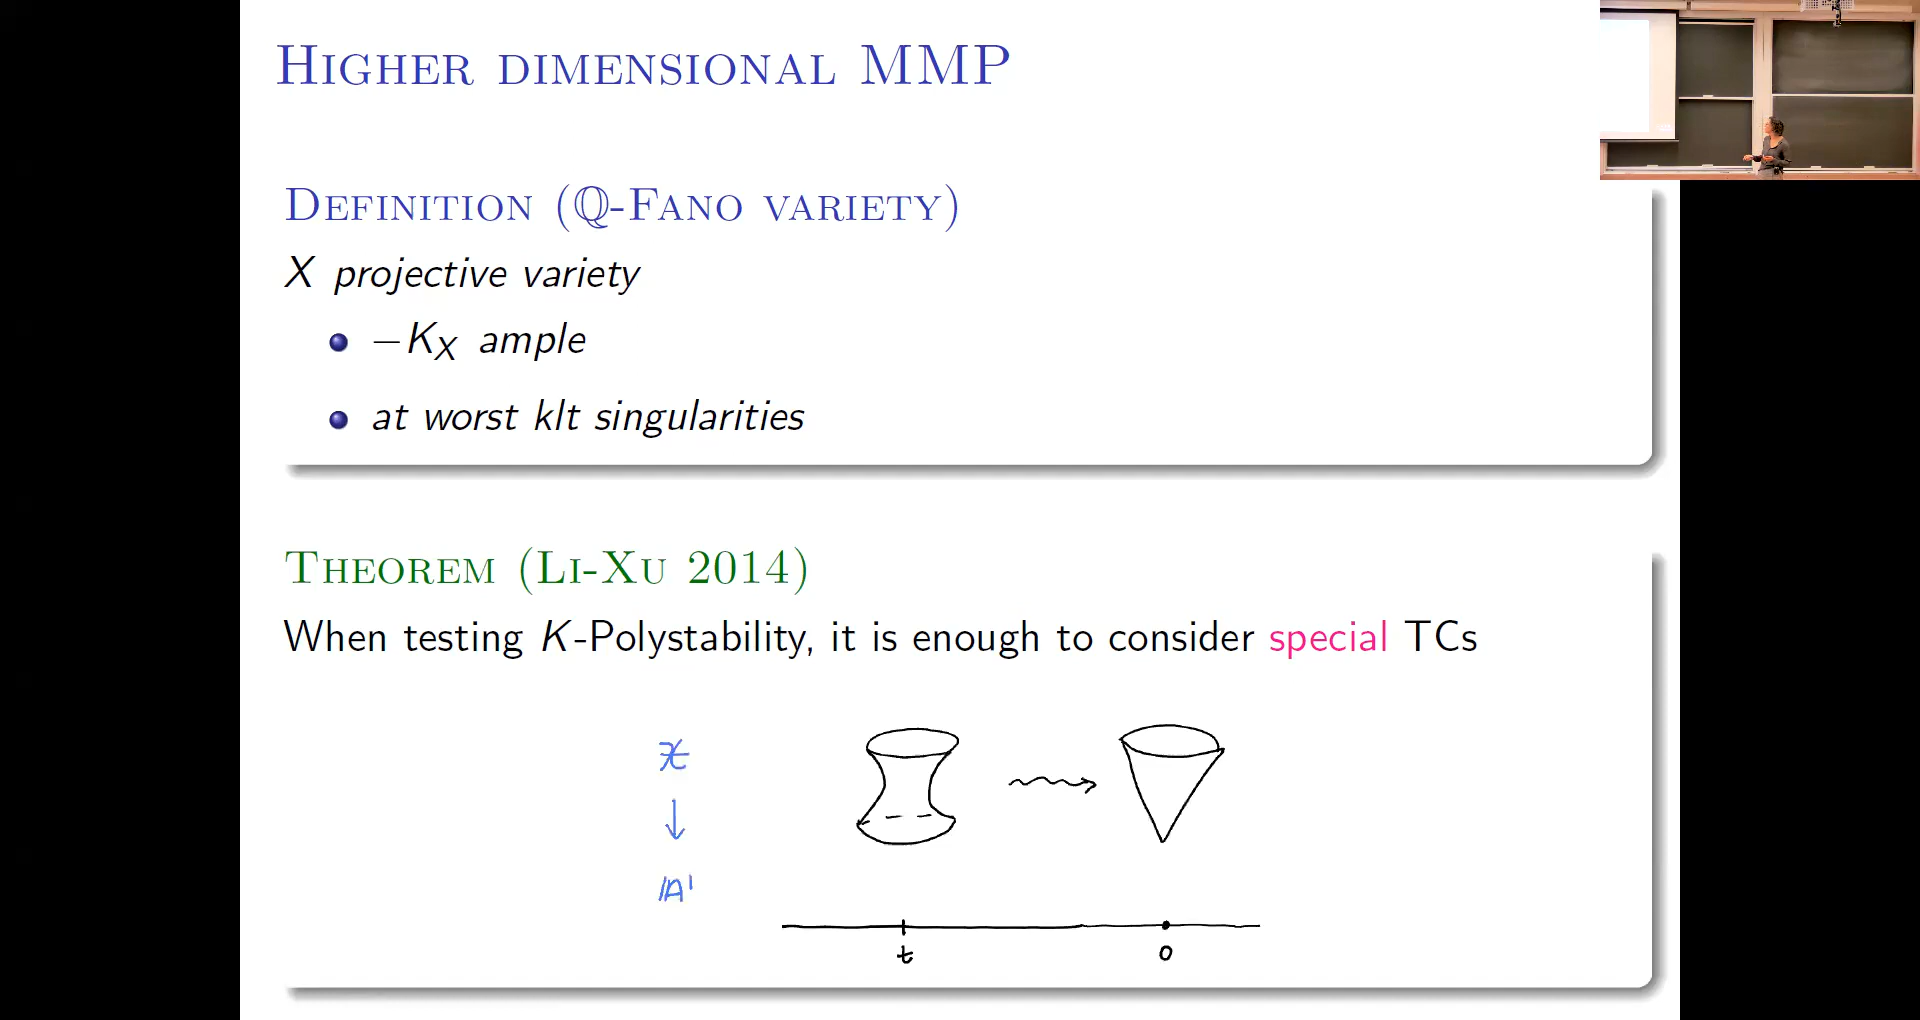 HIGHER DIMENSIONAL MMP
DEFINITION (ℚ-FANO VARIETY)
X projective variety
−K_X ample
at worst klt singularities
THEOREM (LI-XU 2014)
When testing K-Polystability, it is enough to consider special TCs
𝒳
↓
𝔸¹
t
0